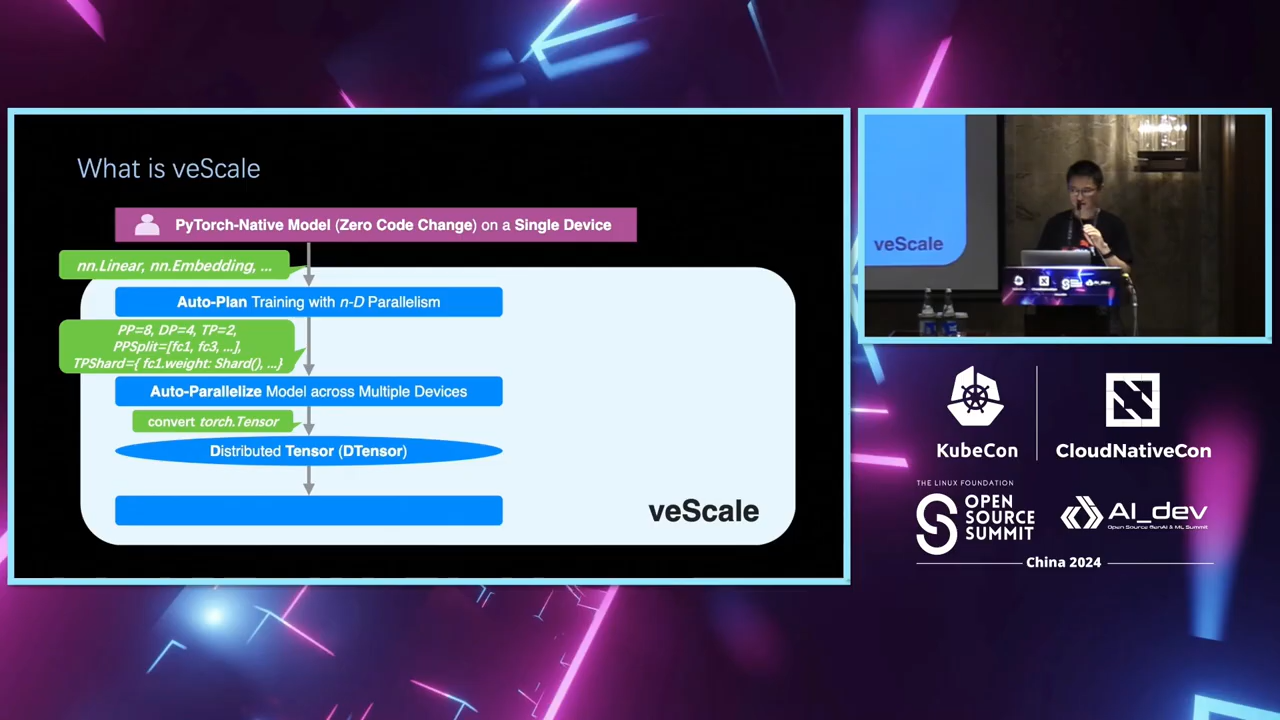 What is veScale
PyTorch-Native Model (Zero Code Change) on a Single Device
nn.Linear, nn.Embedding, ...
Auto-Plan Training with n-D Parallelism
PP=8, DP=4, TP=2,
PPSplit=[fc1, fc3, ...],
TPShard={ fc1.weight: Shard(), ...}
Auto-Parallelize Model across Multiple Devices
convert torch.Tensor
Distributed Tensor (DTensor)
veScale
veScale
KubeCon
CloudNativeCon
THE LINUX FOUNDATION
OPEN
SOURCE
SUMMIT
AI_dev
Open Source GenAI & ML Summit
China 2024